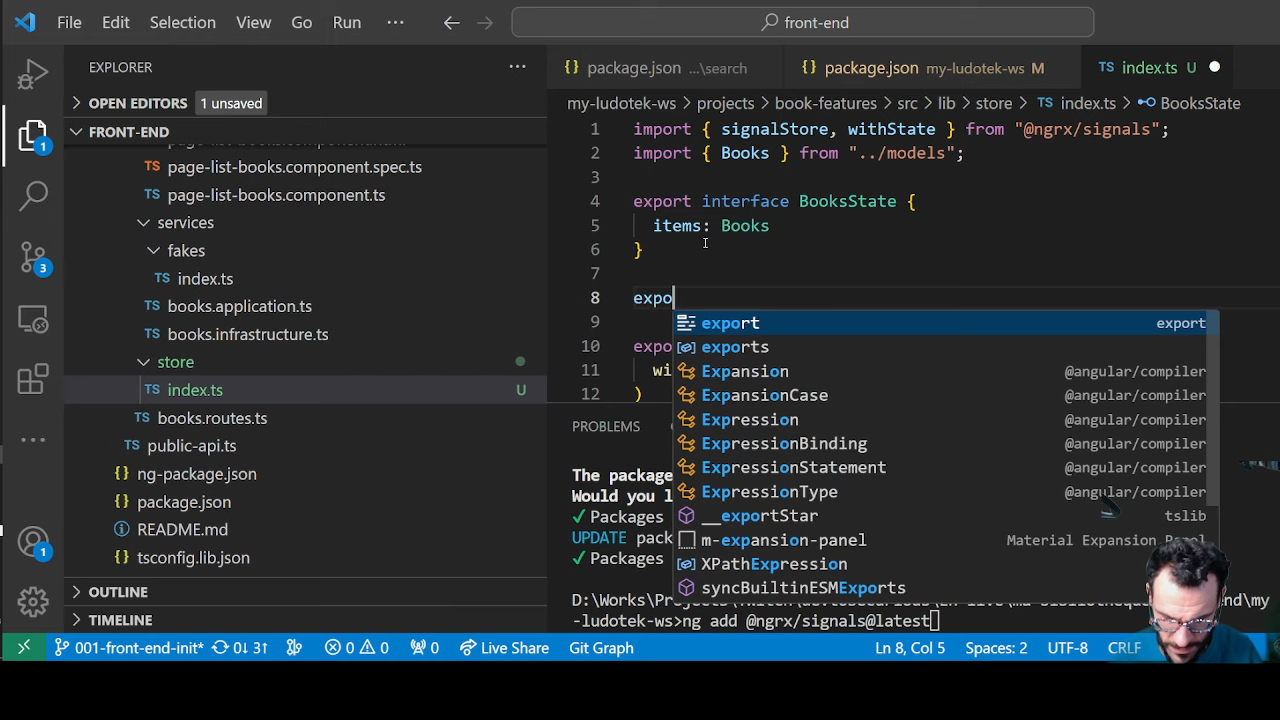 File Edit Selection View Go Run ··· front-end
EXPLORER ···
OPEN EDITORS 1 unsaved
FRONT-END
page-list-books.component.spec.ts
page-list-books.component.ts
services
fakes
TS index.ts
books.application.ts
books.infrastructure.ts
store
TS index.ts U
TS books.routes.ts
TS public-api.ts
{} ng-package.json
{} package.json
README.md
TS tsconfig.lib.json
OUTLINE
TIMELINE
{} package.json ...\search {} package.json my-ludotek-ws M TS index.ts U
my-ludotek-ws > projects > book-features > src > lib > store > TS index.ts > BooksState
1 import { signalStore, withState } from "@ngrx/signals";
2 import { Books } from "../models";
3
4 export interface BooksState {
5 items: Books
6 }
7
8 expo
9
10 expo
11 wi
12 )
export export
exports
Expansion @angular/compiler
ExpansionCase @angular/compiler
Expression @angular/compiler
ExpressionBinding @angular/compiler
ExpressionStatement @angular/compiler
ExpressionType @angular/compiler
__exportStar tslib
m-expansion-panel Material Expansion Panel
XPathExpression
syncBuiltinESMExports
PROBLEMS
The package
Would you l
✓ Packages
UPDATE pack
✓ Packages
-ludotek-ws>ng add @ngrx/signals@latest
001-front-end-init* 0↓ 3↑ 0 0 0 Live Share Git Graph Ln 8, Col 5 Spaces: 2 UTF-8 CRLF